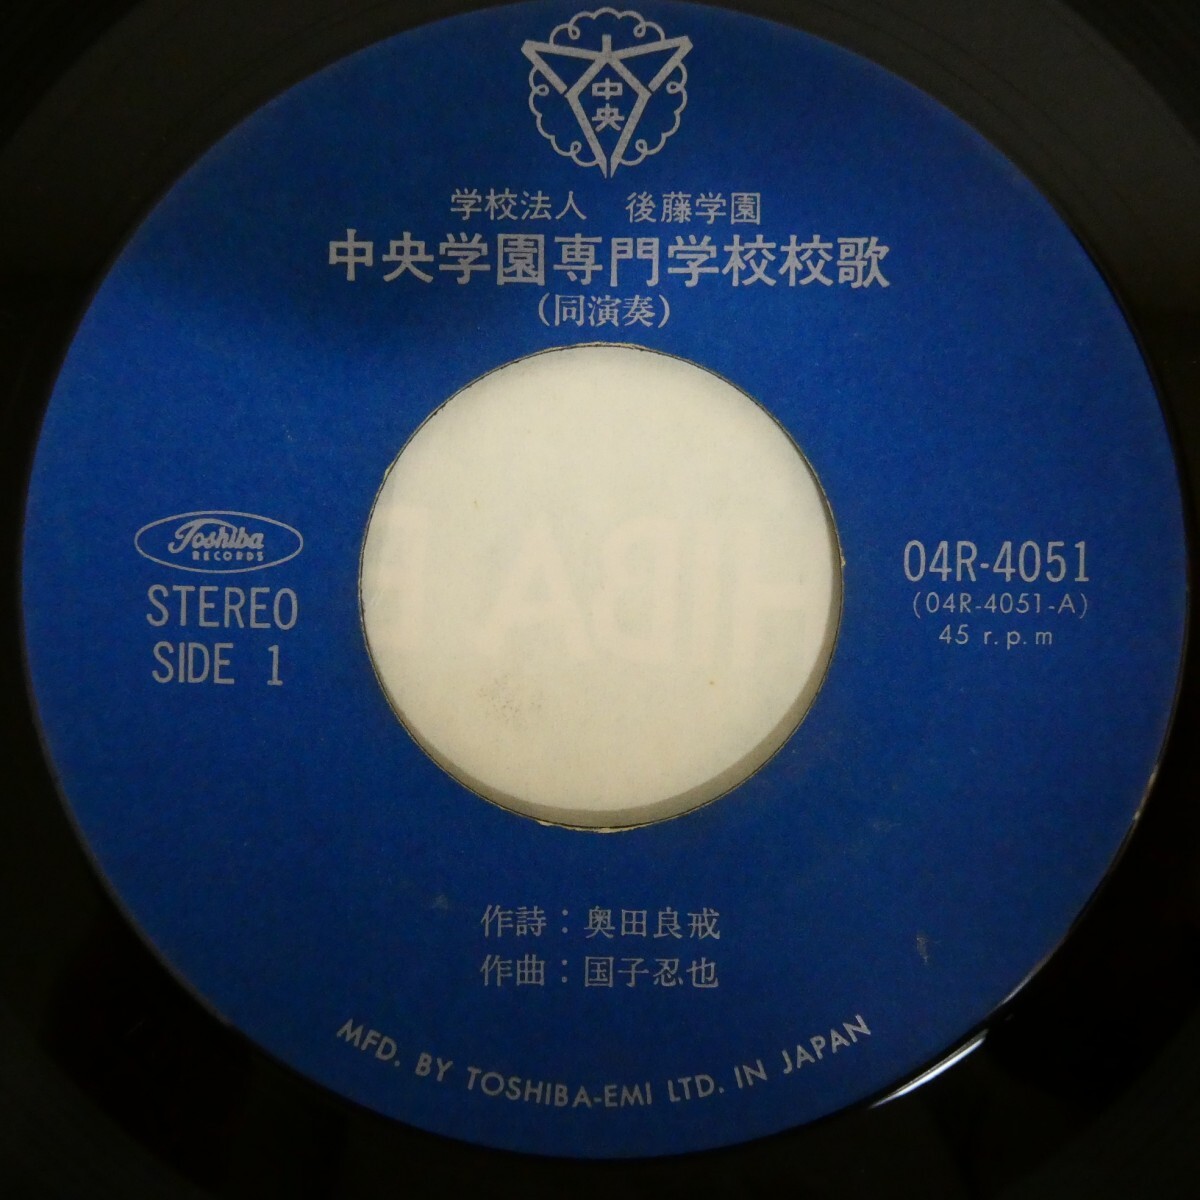 中央
学校法人　後藤学園
中央学園専門学校校歌
(同演奏)
Toshiba
RECORDS
STEREO
SIDE 1
04R-4051
(04R-4051-A)
45 r.p.m
作詩：奥田良戒
作曲：国子忍也
MFD. BY TOSHIBA-EMI LTD. IN JAPAN